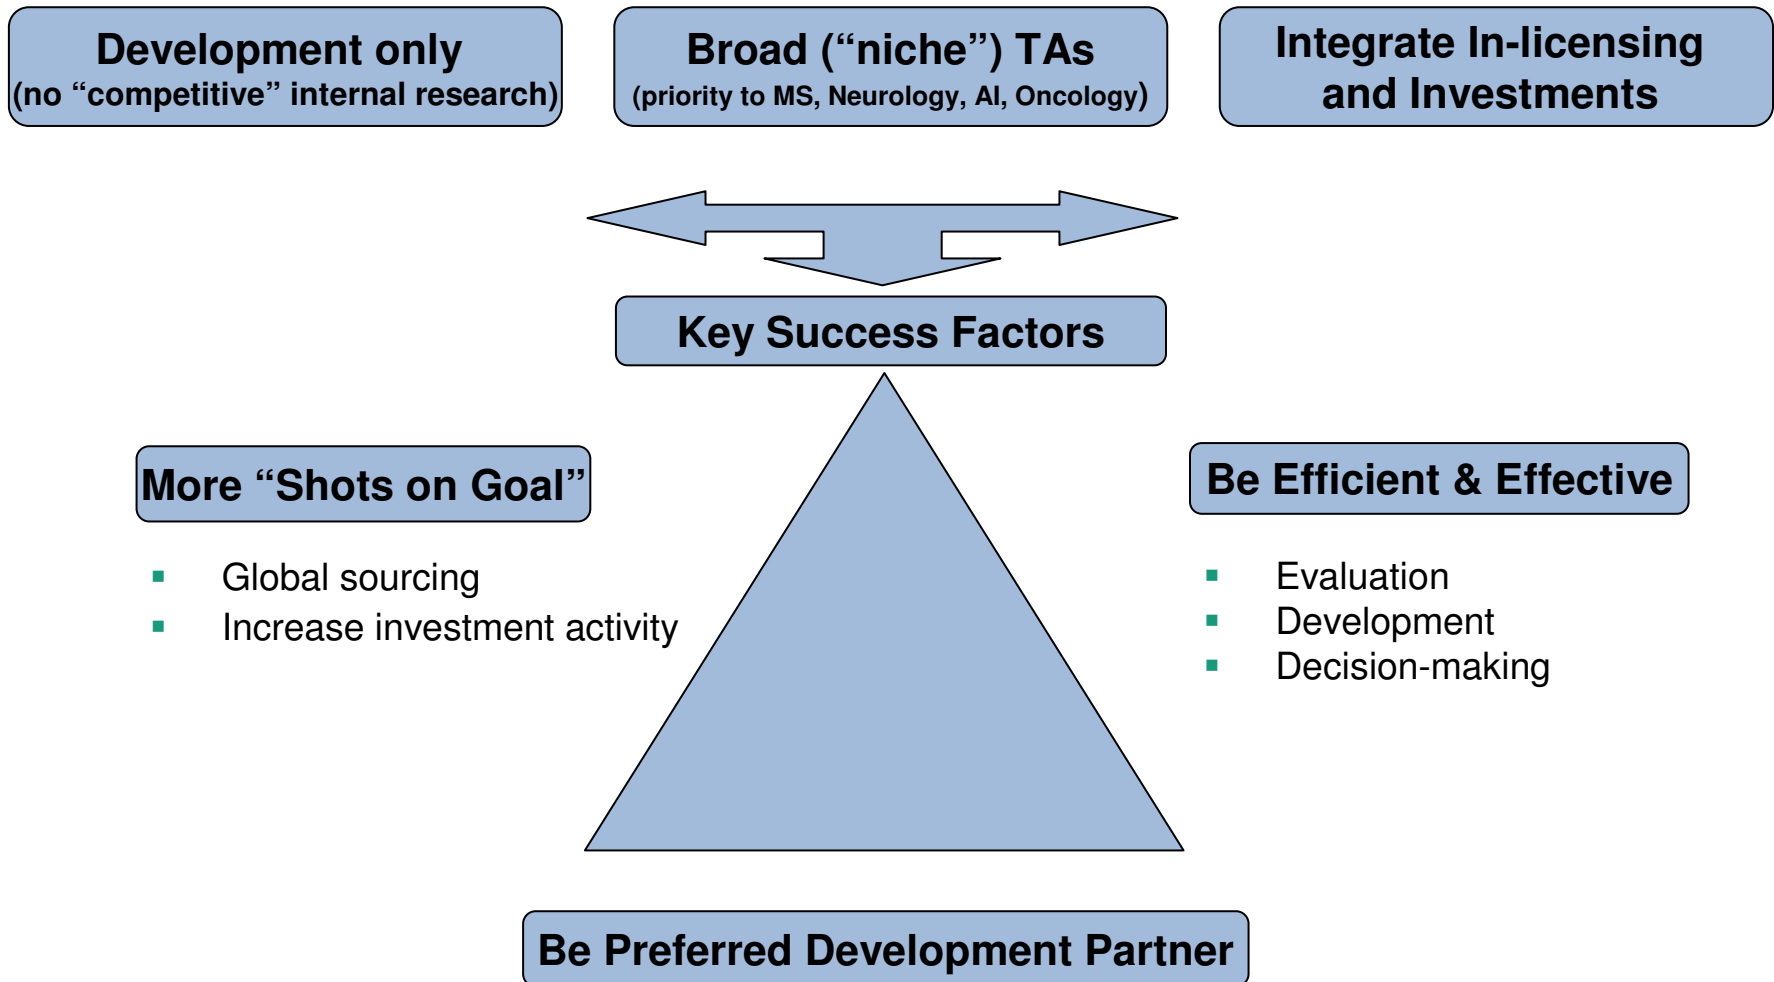 Development only
(no “competitive” internal research)
Broad (“niche”) TAs
(priority to MS, Neurology, AI, Oncology)
Integrate In-licensing
and Investments
Key Success Factors
More “Shots on Goal”
▪ Global sourcing
▪ Increase investment activity
Be Efficient & Effective
▪ Evaluation
▪ Development
▪ Decision-making
Be Preferred Development Partner